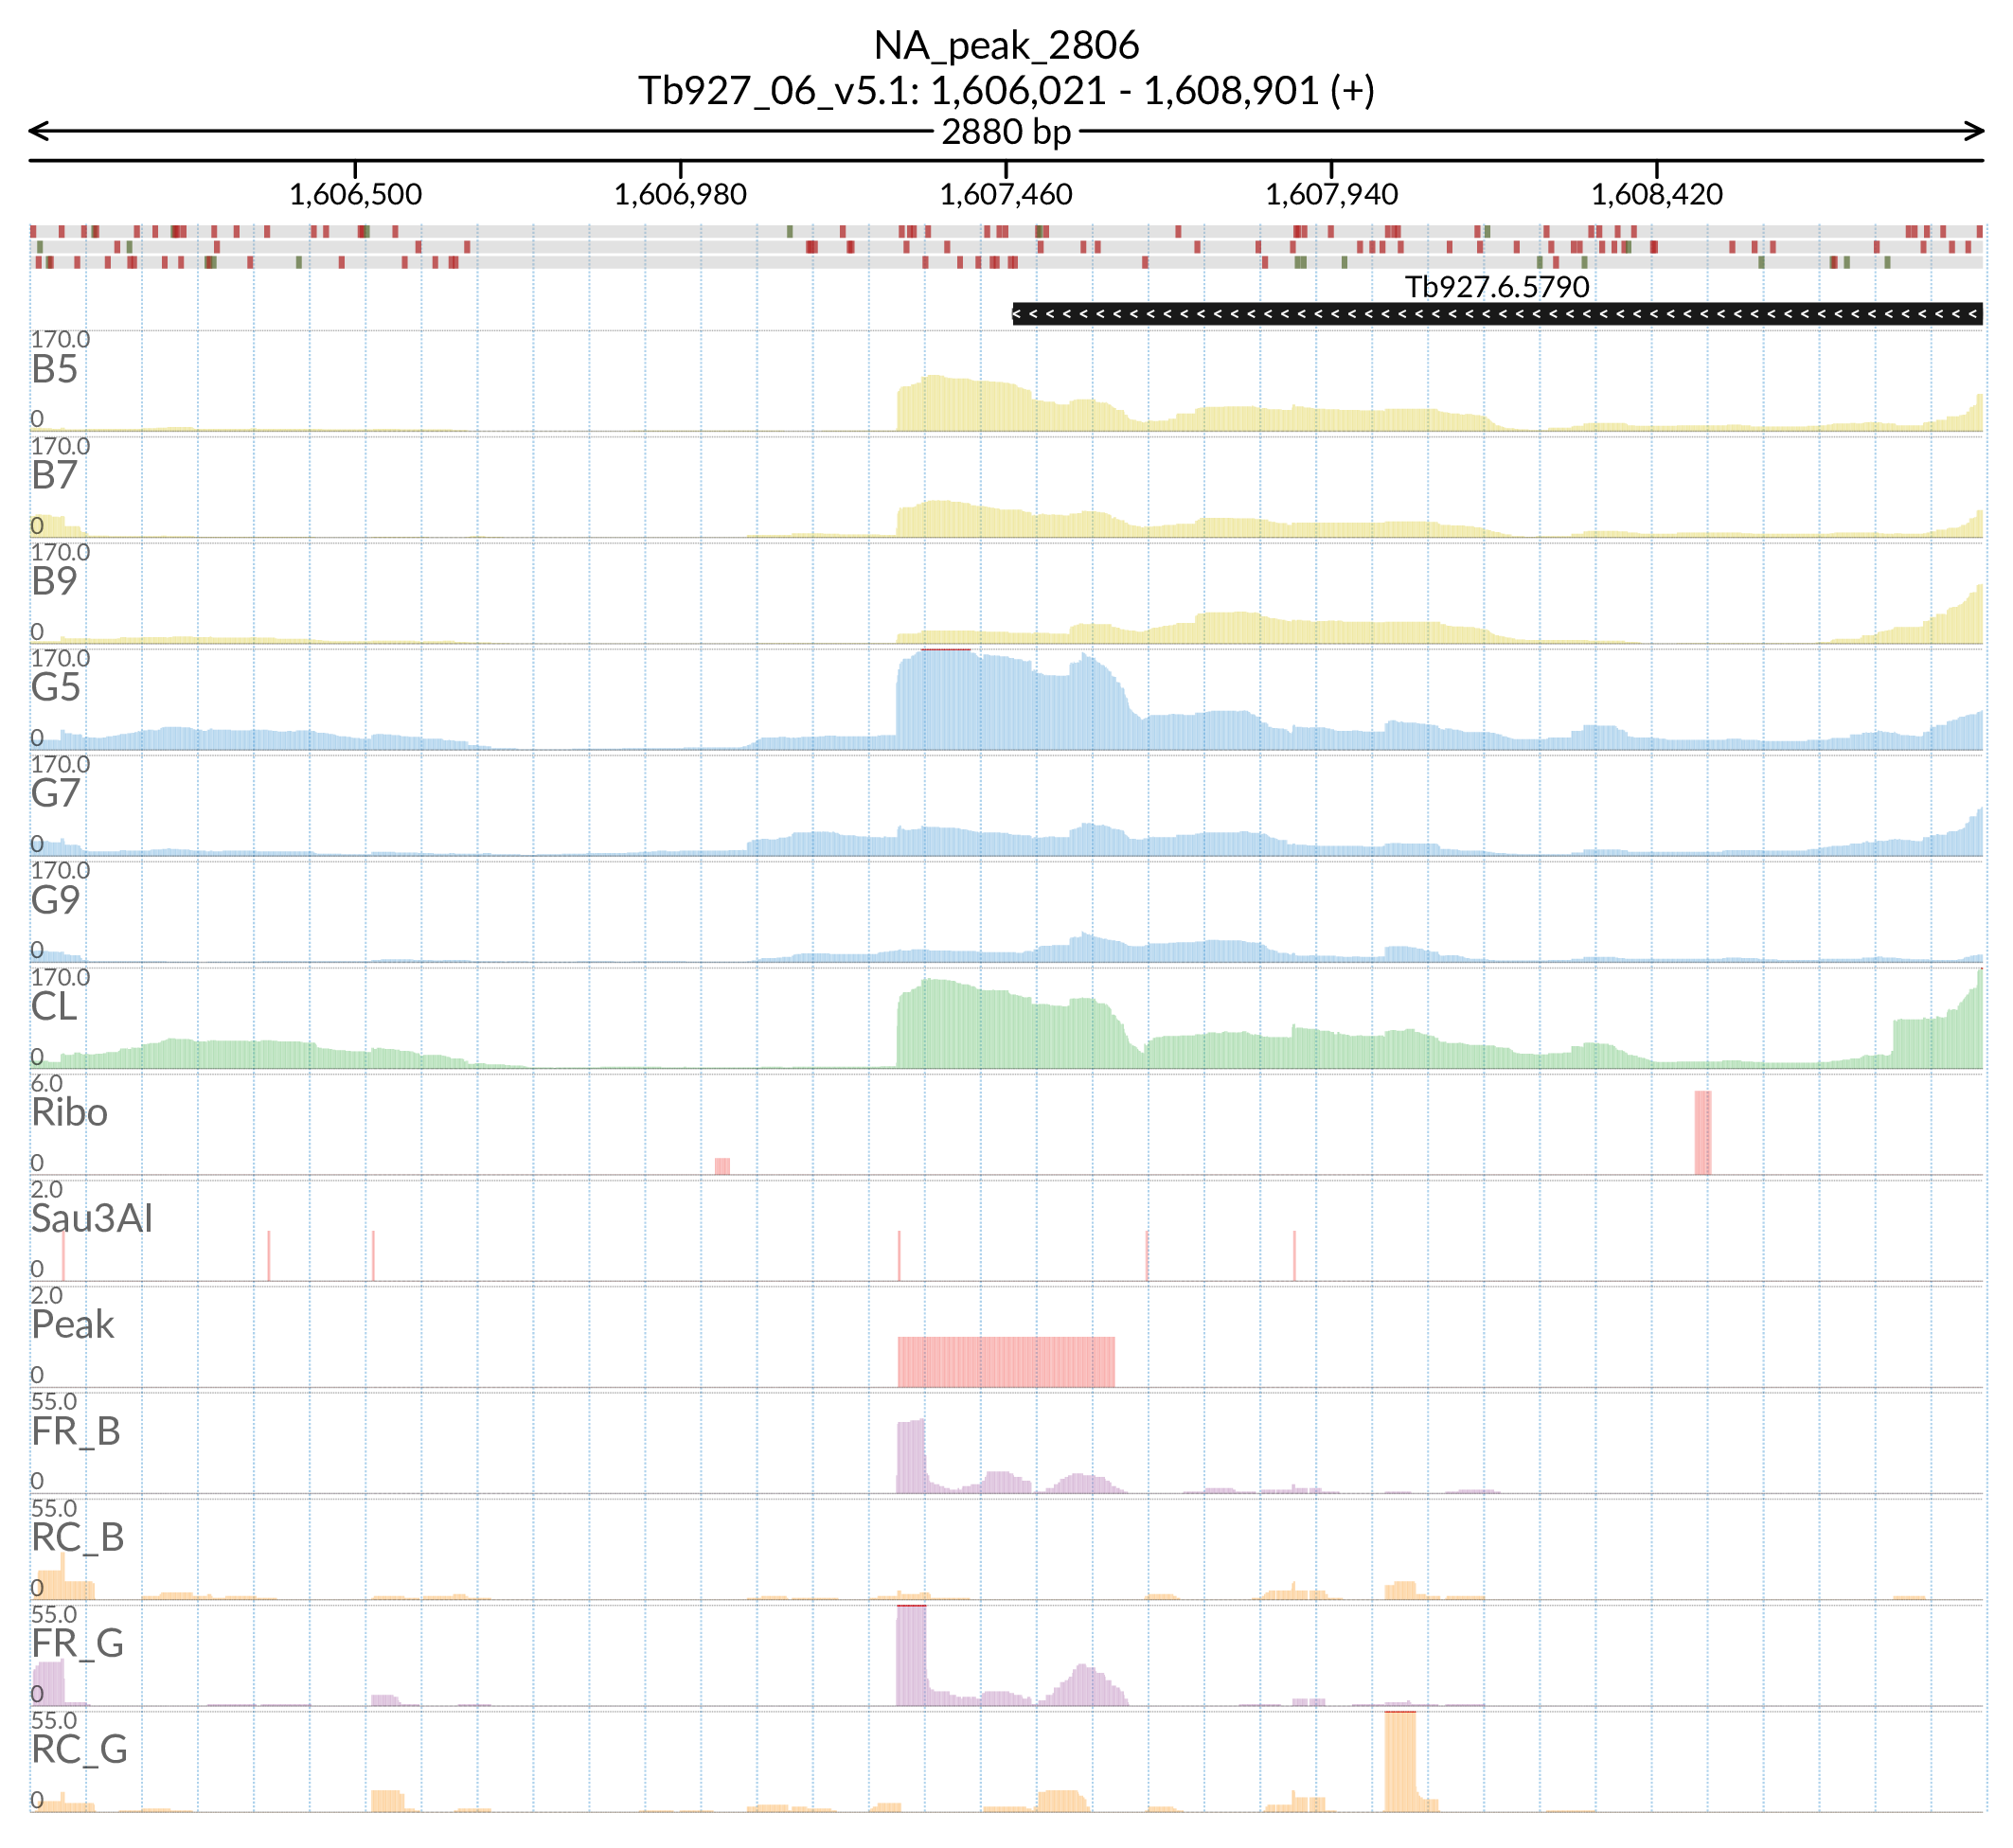 NA_peak_2806
Tb927_06_v5.1: 1,606,021 - 1,608,901 (+)
2880 bp
1,606,500 1,606,980 1,607,460 1,607,940 1,608,420
Tb927.6.5790
170.0
B5
0
170.0
B7
0
170.0
B9
0
170.0
G5
0
170.0
G7
0
170.0
G9
0
170.0
CL
0
6.0
Ribo
0
2.0
Sau3AI
0
2.0
Peak
0
55.0
FR_B
0
55.0
RC_B
0
55.0
FR_G
0
55.0
RC_G
0